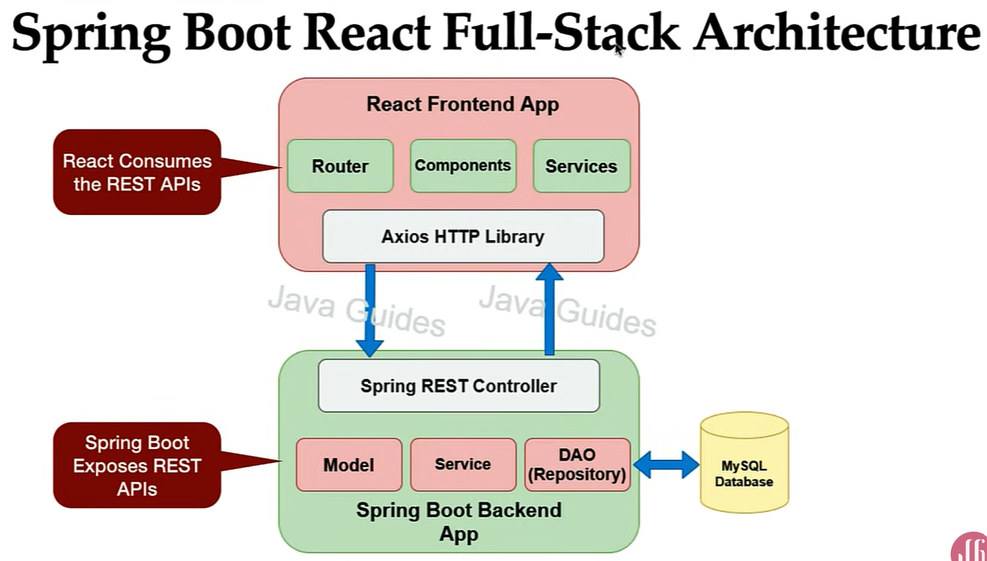 Spring Boot React Full-Stack Architecture
React Frontend App
React Consumes
the REST APIs
Router
Components
Services
Axios HTTP Library
Java Guides
Java Guides
Spring REST Controller
Spring Boot
Exposes REST
APIs
Model
Service
DAO
(Repository)
MySQL
Database
Spring Boot Backend
App